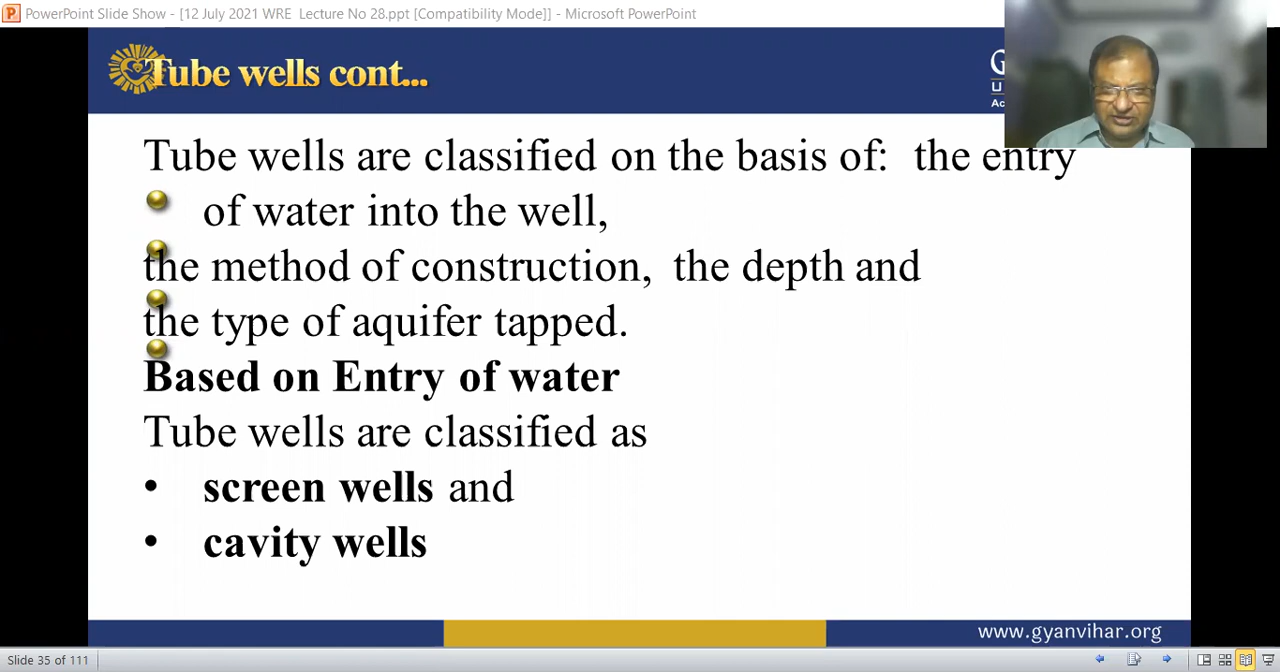 PowerPoint Slide Show - [12 July 2021 WRE Lecture No 28.ppt [Compatibility Mode]] - Microsoft PowerPoint
Tube wells cont...
G
U
Ac
Tube wells are classified on the basis of: the entry
of water into the well,
the method of construction, the depth and
the type of aquifer tapped.
Based on Entry of water
Tube wells are classified as
• screen wells and
• cavity wells
www.gyanvihar.org
Slide 35 of 111